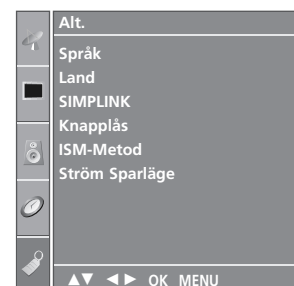 Alt.
Språk
Land
SIMPLINK
Knapplås
ISM-Metod
Ström Sparläge
▲▼ ◄► OK MENU